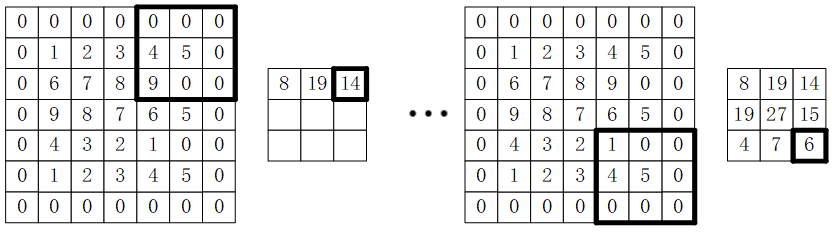 0 0 0 0 0 0 0
0 1 2 3 4 5 0
0 6 7 8 9 0 0
0 9 8 7 6 5 0
0 4 3 2 1 0 0
0 1 2 3 4 5 0
0 0 0 0 0 0 0
8 19 14
...
0 0 0 0 0 0 0
0 1 2 3 4 5 0
0 6 7 8 9 0 0
0 9 8 7 6 5 0
0 4 3 2 1 0 0
0 1 2 3 4 5 0
0 0 0 0 0 0 0
8 19 14
19 27 15
4 7 6